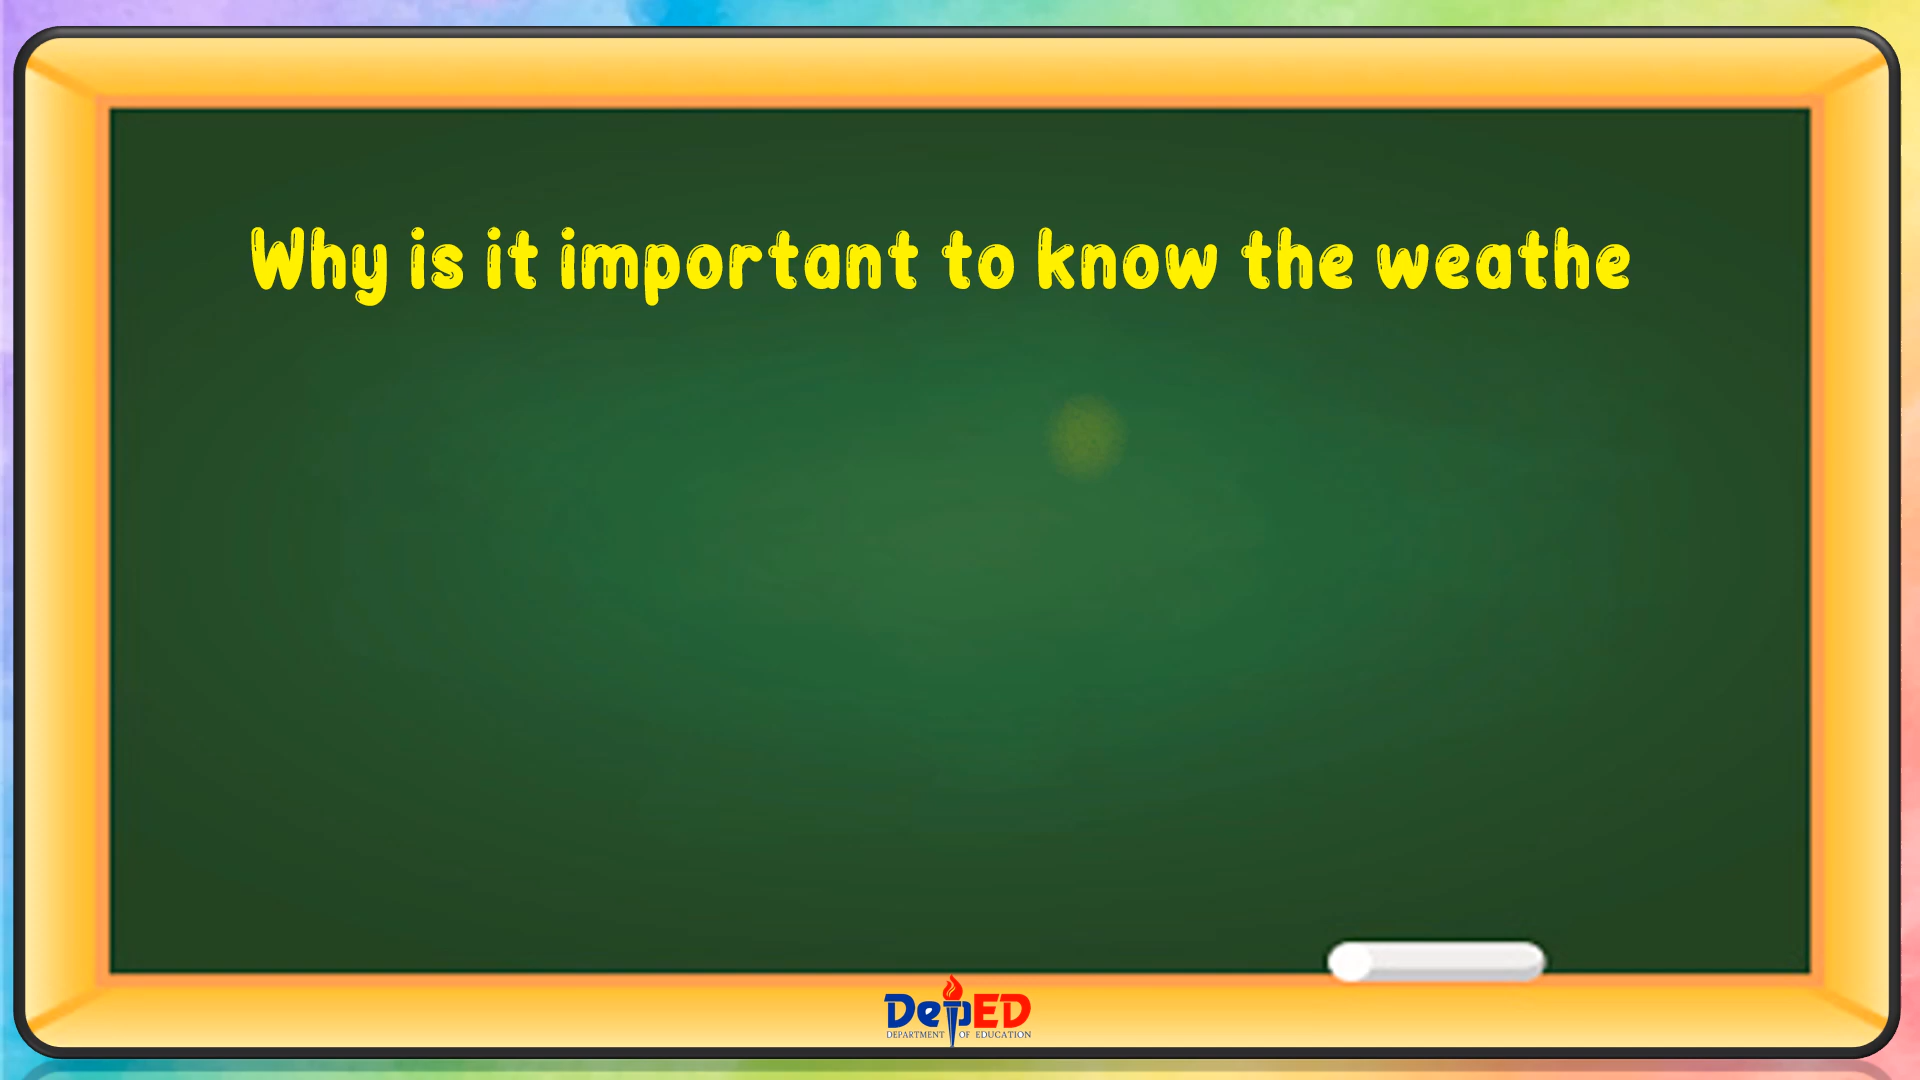 Why is it important to know the weathe
DepED
DEPARTMENT OF EDUCATION